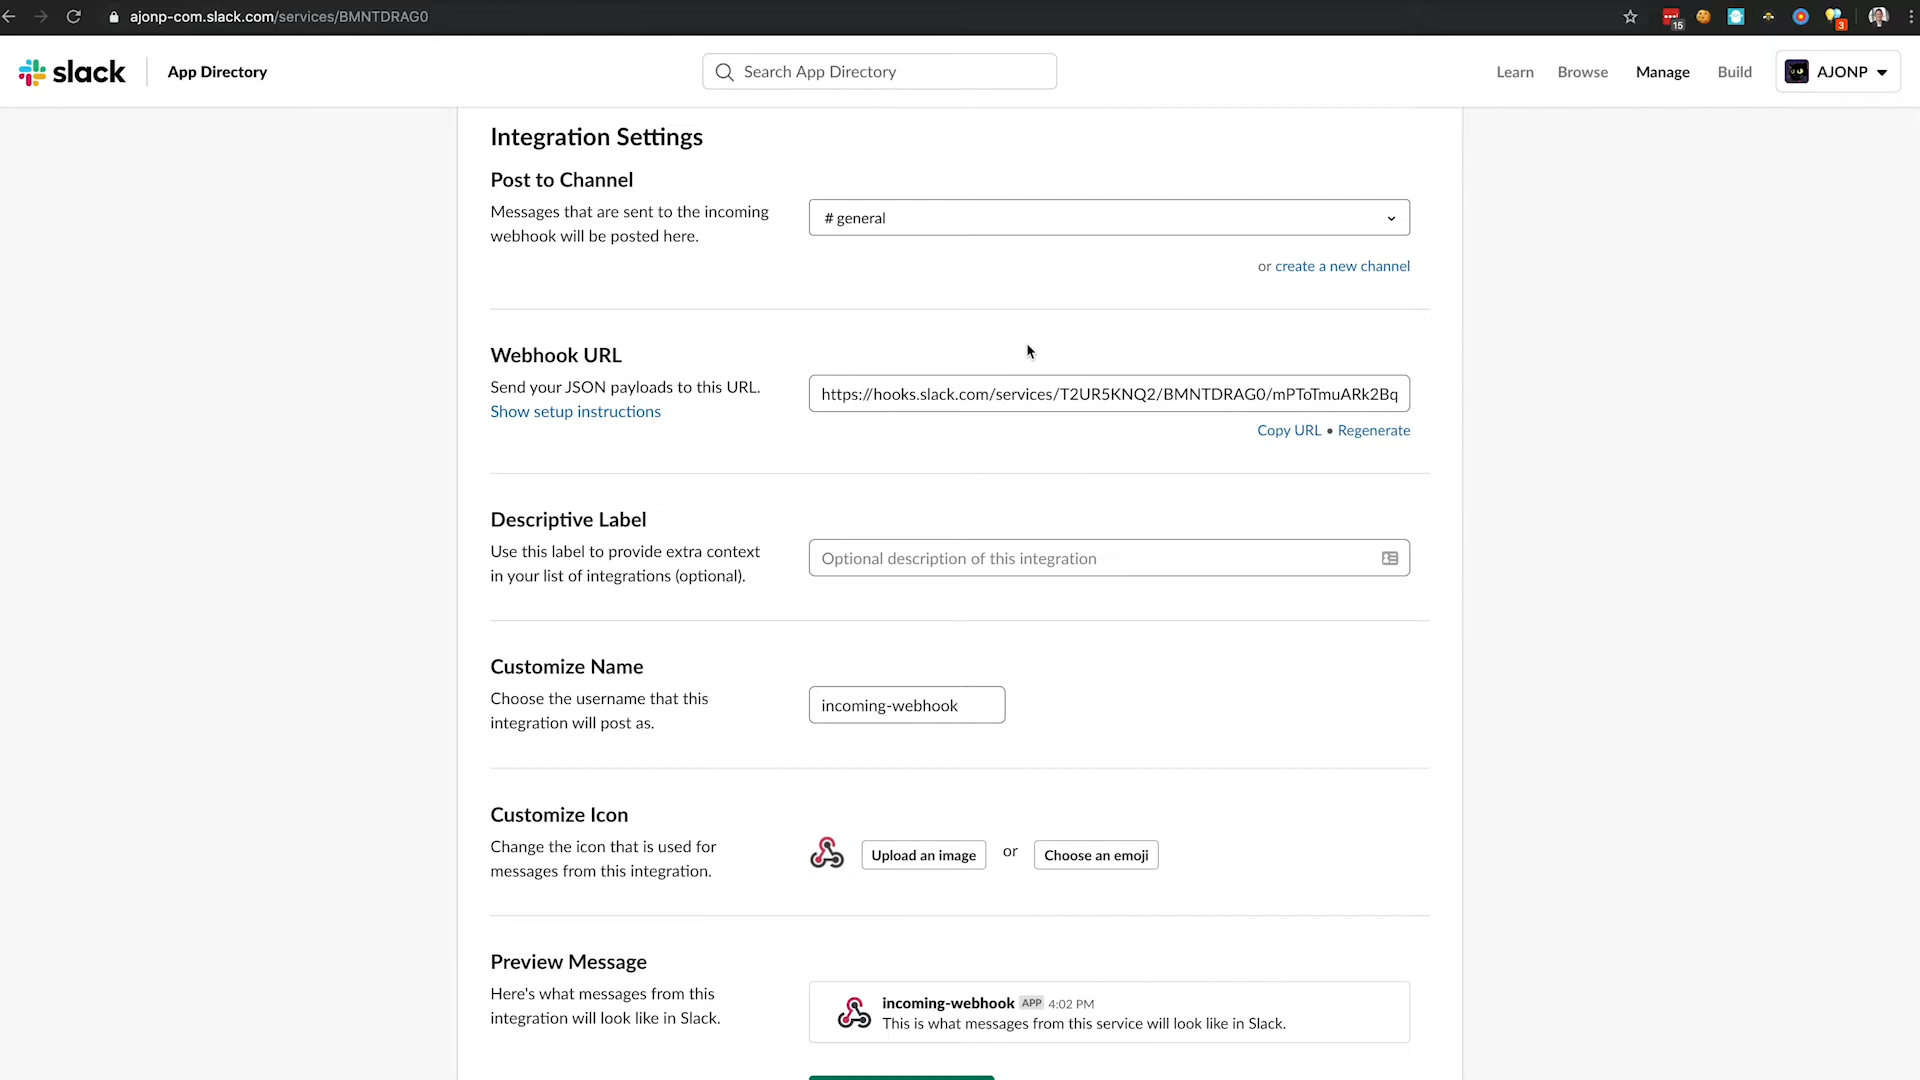 ajonp-com.slack.com/services/BMNTDRAG0
15
3
slack
App Directory
Search App Directory
Learn
Browse
Manage
Build
AJONP
Integration Settings
Post to Channel
Messages that are sent to the incoming
webhook will be posted here.
# general
or create a new channel
Webhook URL
Send your JSON payloads to this URL.
Show setup instructions
https://hooks.slack.com/services/T2UR5KNQ2/BMNTDRAG0/mPToTmuARk2Bq
Copy URL • Regenerate
Descriptive Label
Use this label to provide extra context
in your list of integrations (optional).
Optional description of this integration
Customize Name
Choose the username that this
integration will post as.
incoming-webhook
Customize Icon
Change the icon that is used for
messages from this integration.
Upload an image
or
Choose an emoji
Preview Message
Here's what messages from this
integration will look like in Slack.
incoming-webhook APP 4:02 PM
This is what messages from this service will look like in Slack.